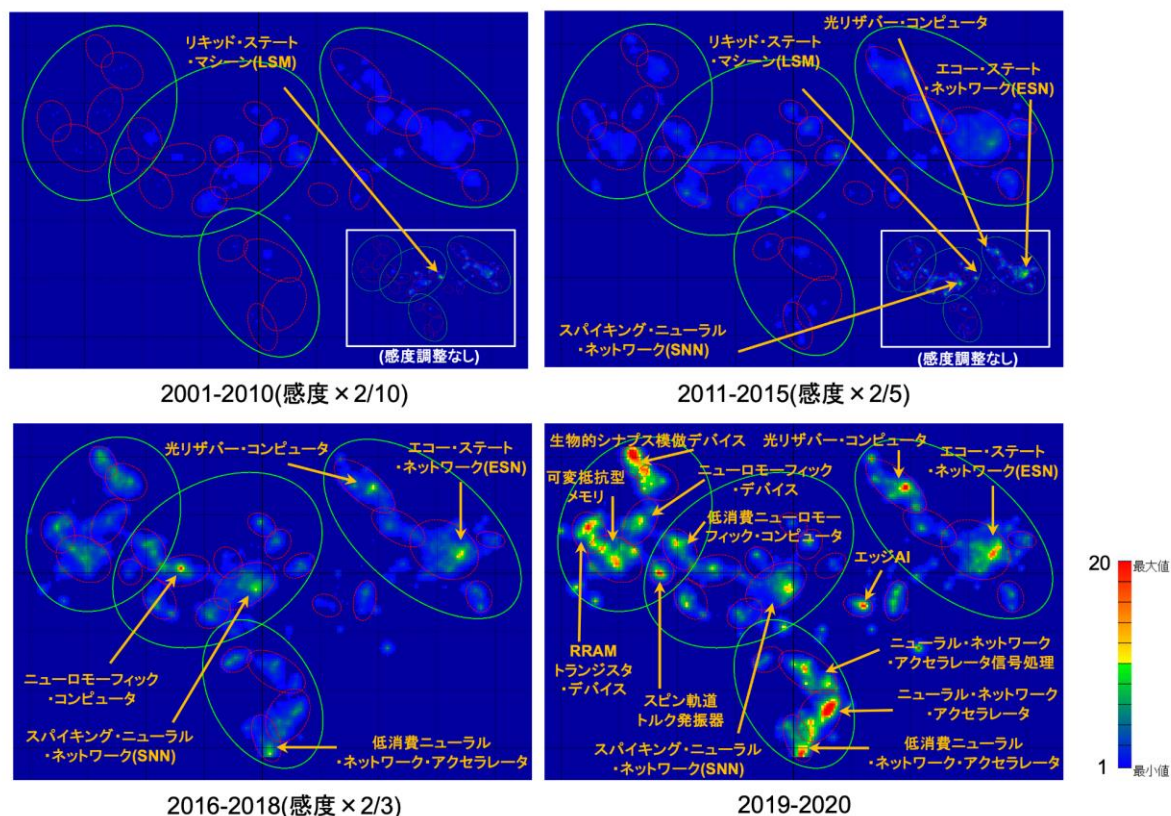 リキッド・ステート
・マシーン(LSM)
(感度調整なし)
2001-2010(感度×2/10)
光リザバー・コンピュータ
リキッド・ステート
・マシーン(LSM)
エコー・ステート
・ネットワーク(ESN)
スパイキング・ニューラル
・ネットワーク(SNN)
(感度調整なし)
2011-2015(感度×2/5)
光リザバー・コンピュータ
エコー・ステート
・ネットワーク(ESN)
ニューロモーフィック
・コンピュータ
スパイキング・ニューラル
・ネットワーク(SNN)
低消費ニューラル
・ネットワーク・アクセラレータ
2016-2018(感度×2/3)
生物的シナプス模倣デバイス
光リザバー・コンピュータ
エコー・ステート
・ネットワーク(ESN)
可変抵抗型
メモリ
ニューロモーフィック
・デバイス
低消費ニューロモー
フィック・コンピュータ
エッジAI
RRAM
トランジスタ
・デバイス
スピン軌道
トルク発振器
スパイキング・ニューラル
・ネットワーク(SNN)
ニューラル・ネットワーク
・アクセラレータ信号処理
ニューラル・ネットワーク
・アクセラレータ
低消費ニューラル
・ネットワーク・アクセラレータ
2019-2020
20 最大値
1 最小値